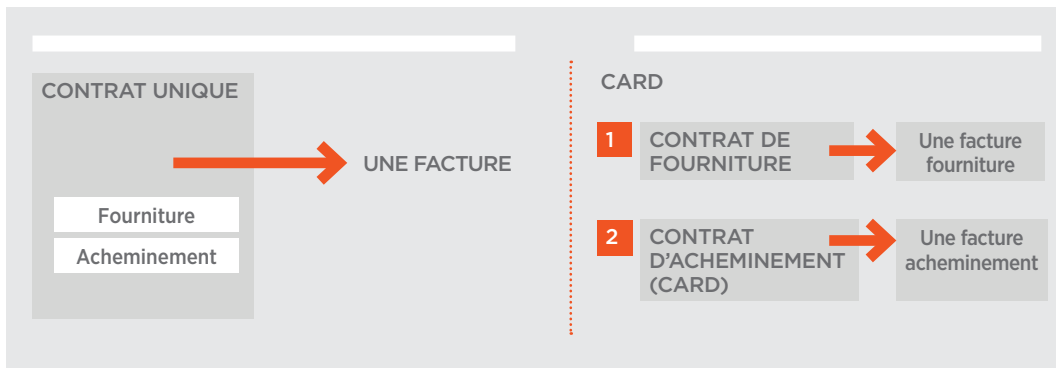 CONTRAT UNIQUE
UNE FACTURE
Fourniture
Acheminement
CARD
1
CONTRAT DE
FOURNITURE
Une facture
fourniture
2
CONTRAT
D'ACHEMINEMENT
(CARD)
Une facture
acheminement